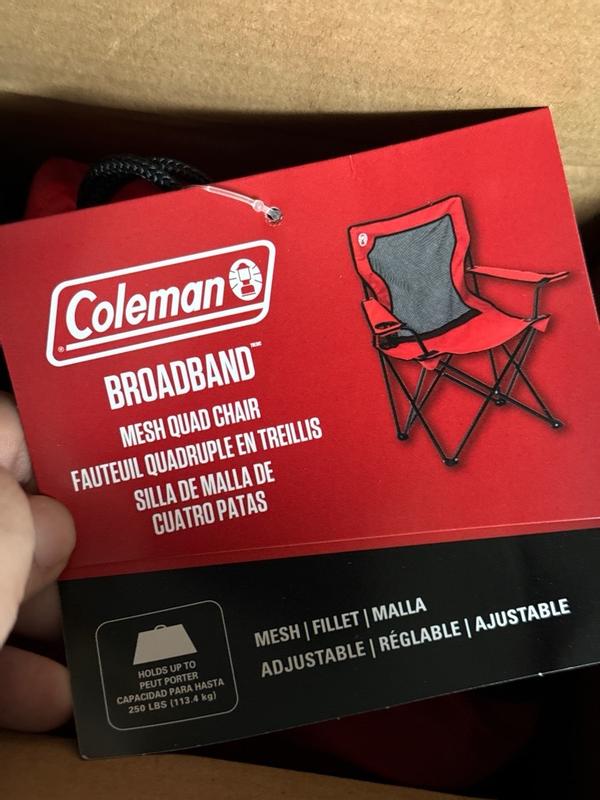 Coleman
BROADBAND™
MESH QUAD CHAIR
FAUTEUIL QUADRUPLE EN TREILLIS
SILLA DE MALLA DE
CUATRO PATAS
HOLDS UP TO
PEUT PORTER
CAPACIDAD PARA HASTA
250 LBS (113.4 kg)
MESH | FILLET | MALLA
ADJUSTABLE | RÉGLABLE | AJUSTABLE